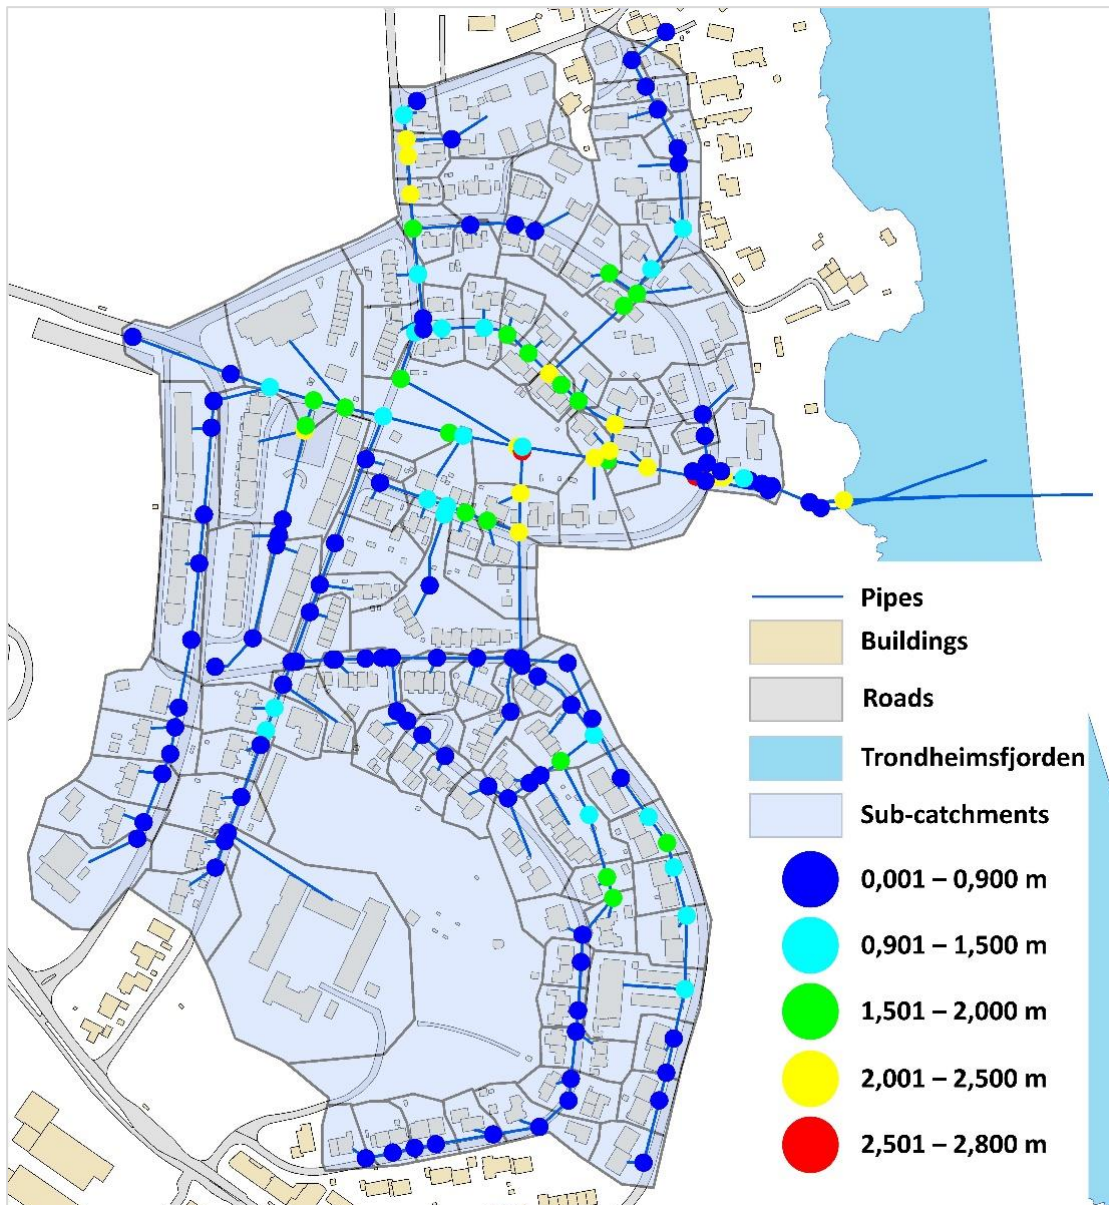 Pipes
Buildings
Roads
Trondheimsfjorden
Sub-catchments
0,001 – 0,900 m
0,901 – 1,500 m
1,501 – 2,000 m
2,001 – 2,500 m
2,501 – 2,800 m